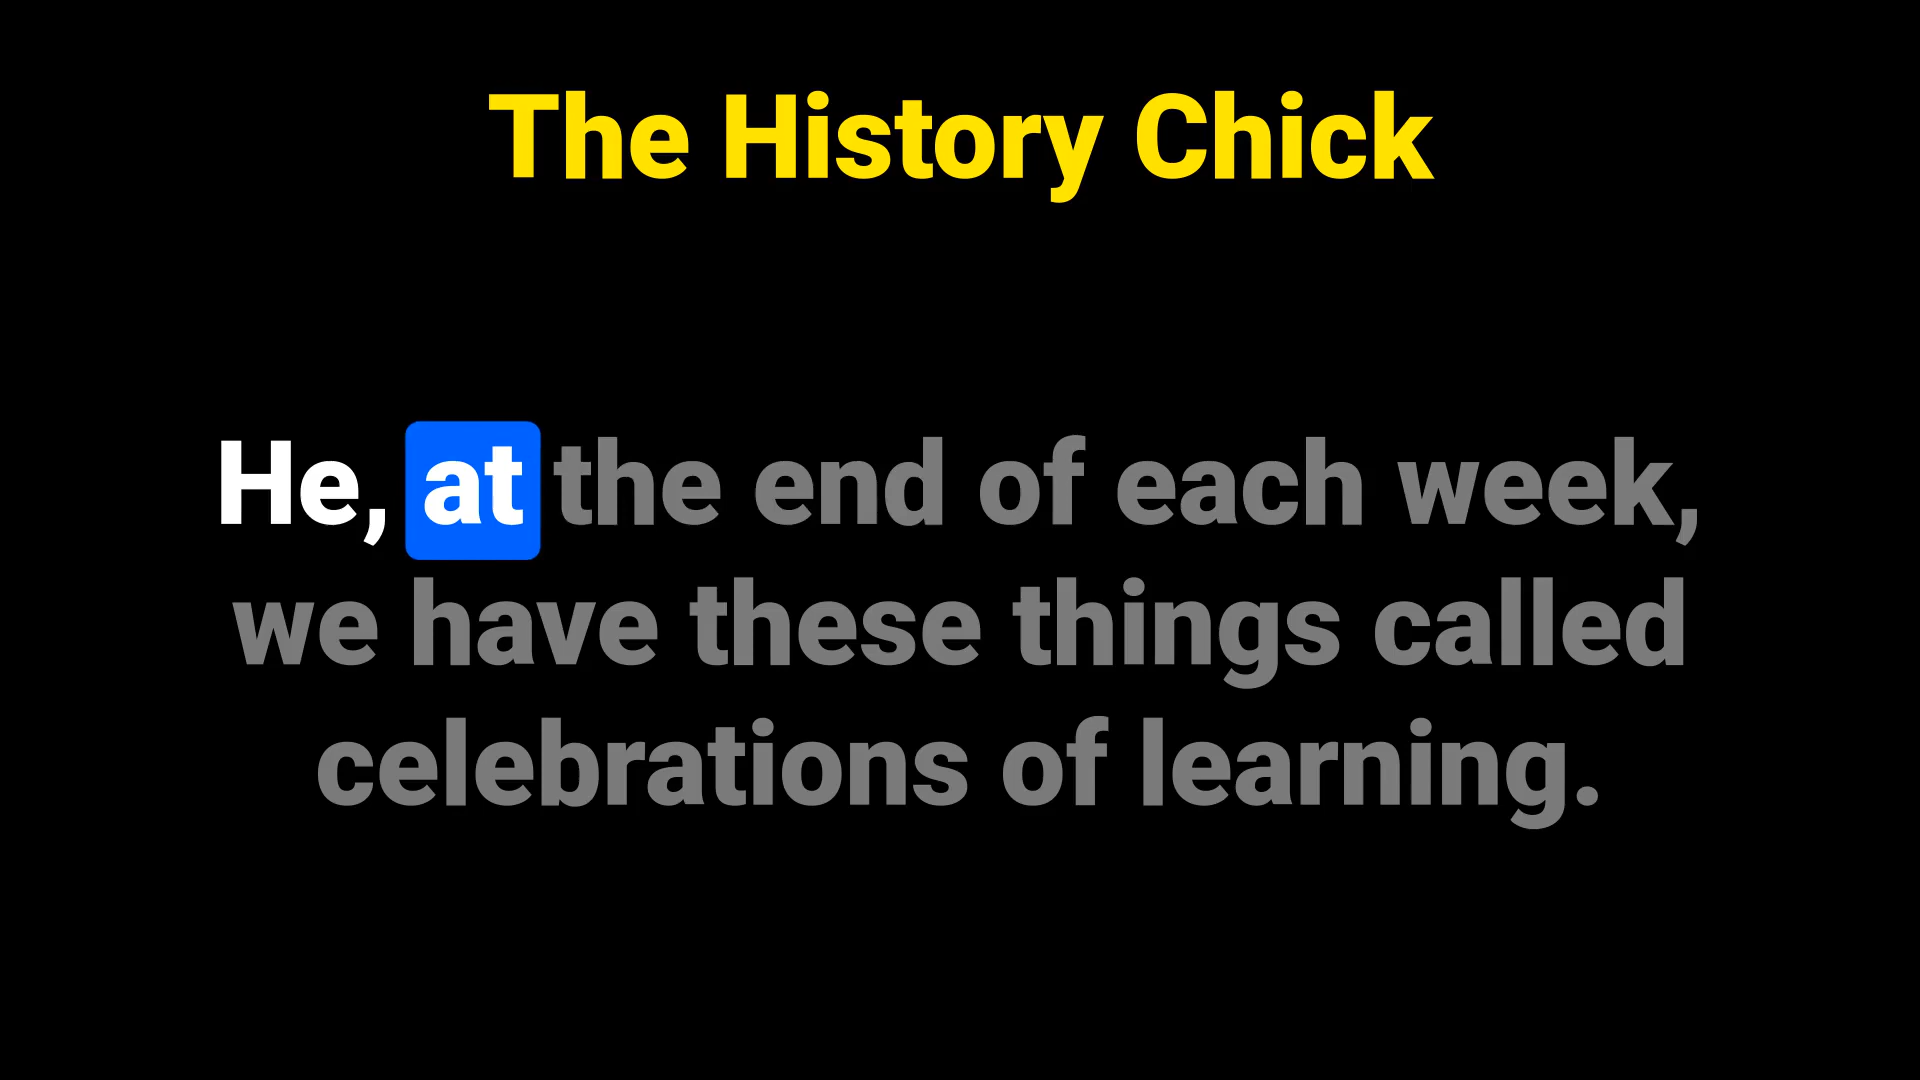 The History Chick
He, at the end of each week,
we have these things called
celebrations of learning.